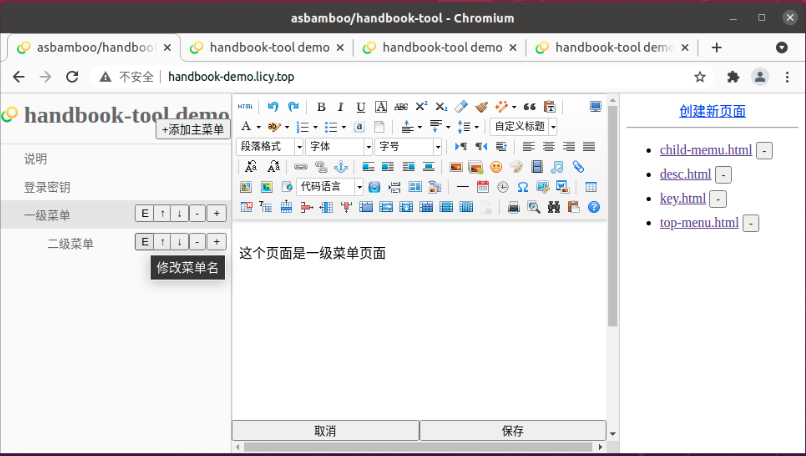 asbamboo/handbook-tool - Chromium
asbamboo/handbook
handbook-tool demo
handbook-tool demo
handbook-tool demo
不安全
handbook-demo.licy.top
handbook-tool demo
+添加主菜单
说明
登录密钥
一级菜单
E ↑ ↓ - +
二级菜单
E ↑ ↓ - +
修改菜单名
HTML
B I U A ABC X² X₂
自定义标题
段落格式
字体
字号
代码语言
这个页面是一级菜单页面
取消
保存
创建新页面
child-memu.html -
desc.html -
key.html -
top-menu.html -